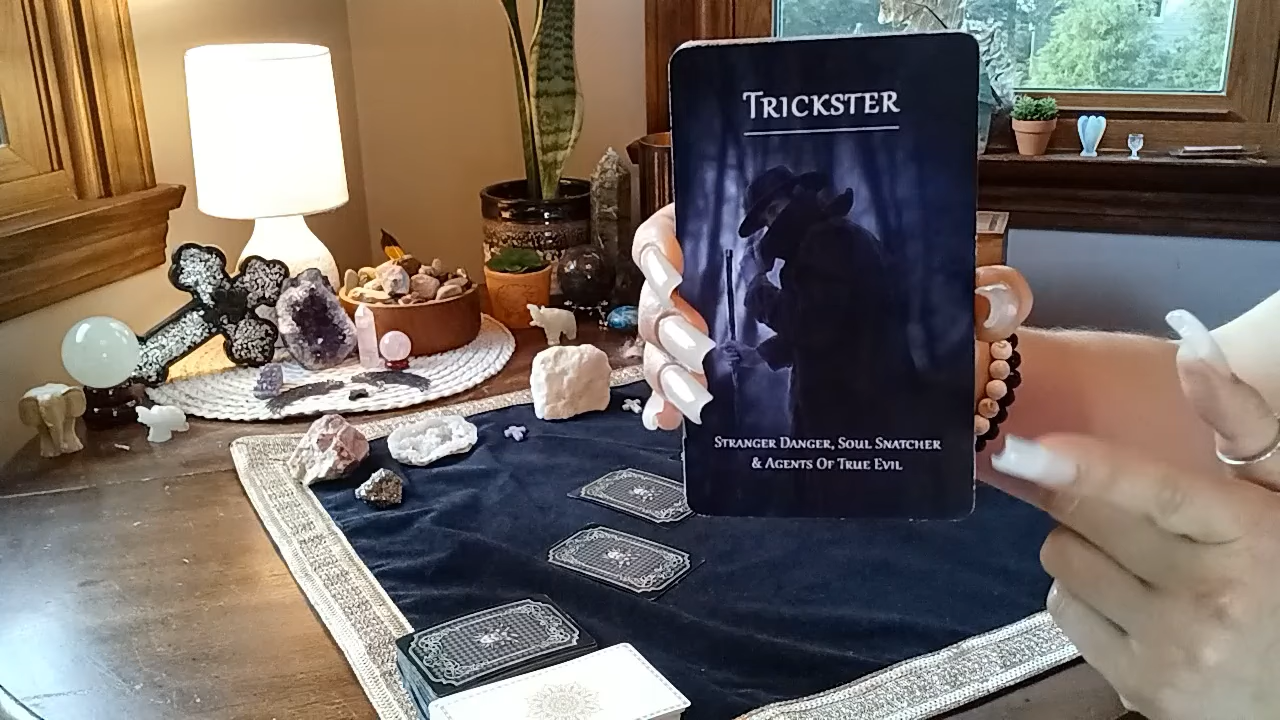 TRICKSTER
STRANGER DANGER, SOUL SNATCHER
& AGENTS OF TRUE EVIL